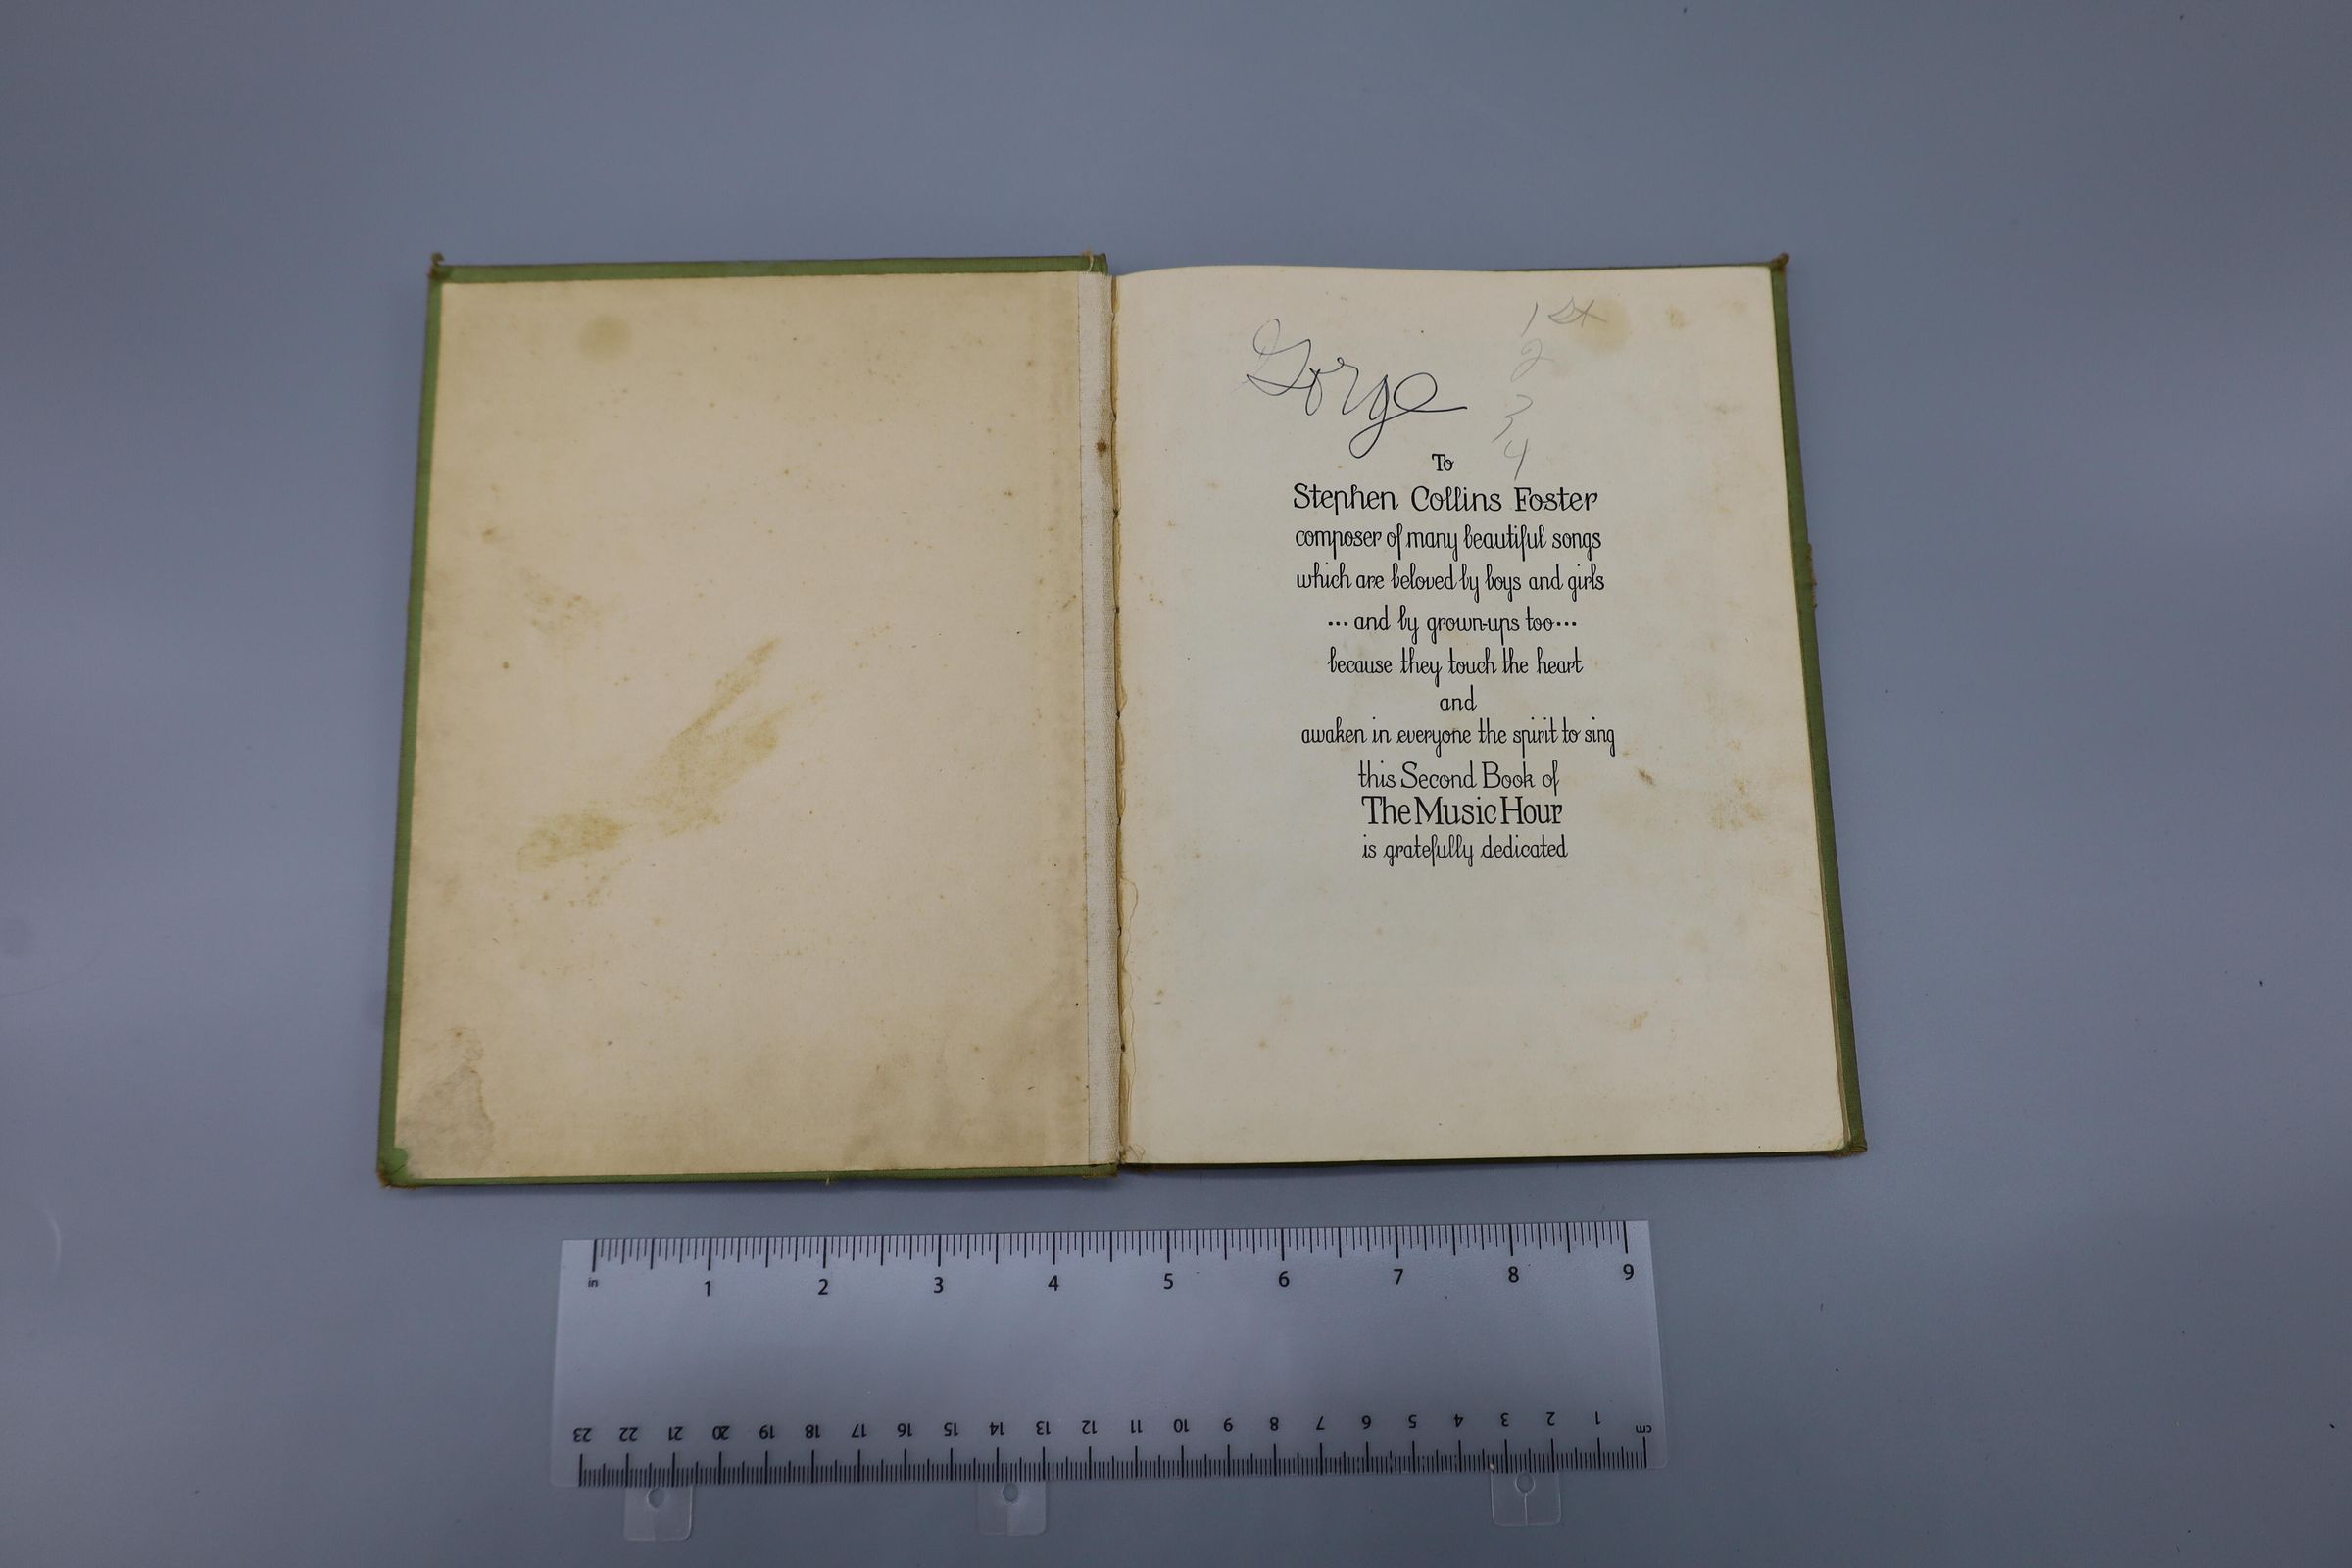 1st
Gorge
2
3
4
To
Stephen Collins Foster
composer of many beautiful songs
which are beloved by boys and girls
... and by grown-ups too...
because they touch the heart
and
awaken in everyone the spirit to sing
this Second Book of
The Music Hour
is gratefully dedicated
in 1 2 3 4 5 6 7 8 9
23 22 21 20 19 18 17 16 15 14 13 12 11 10 9 8 7 6 5 4 3 2 1 cm